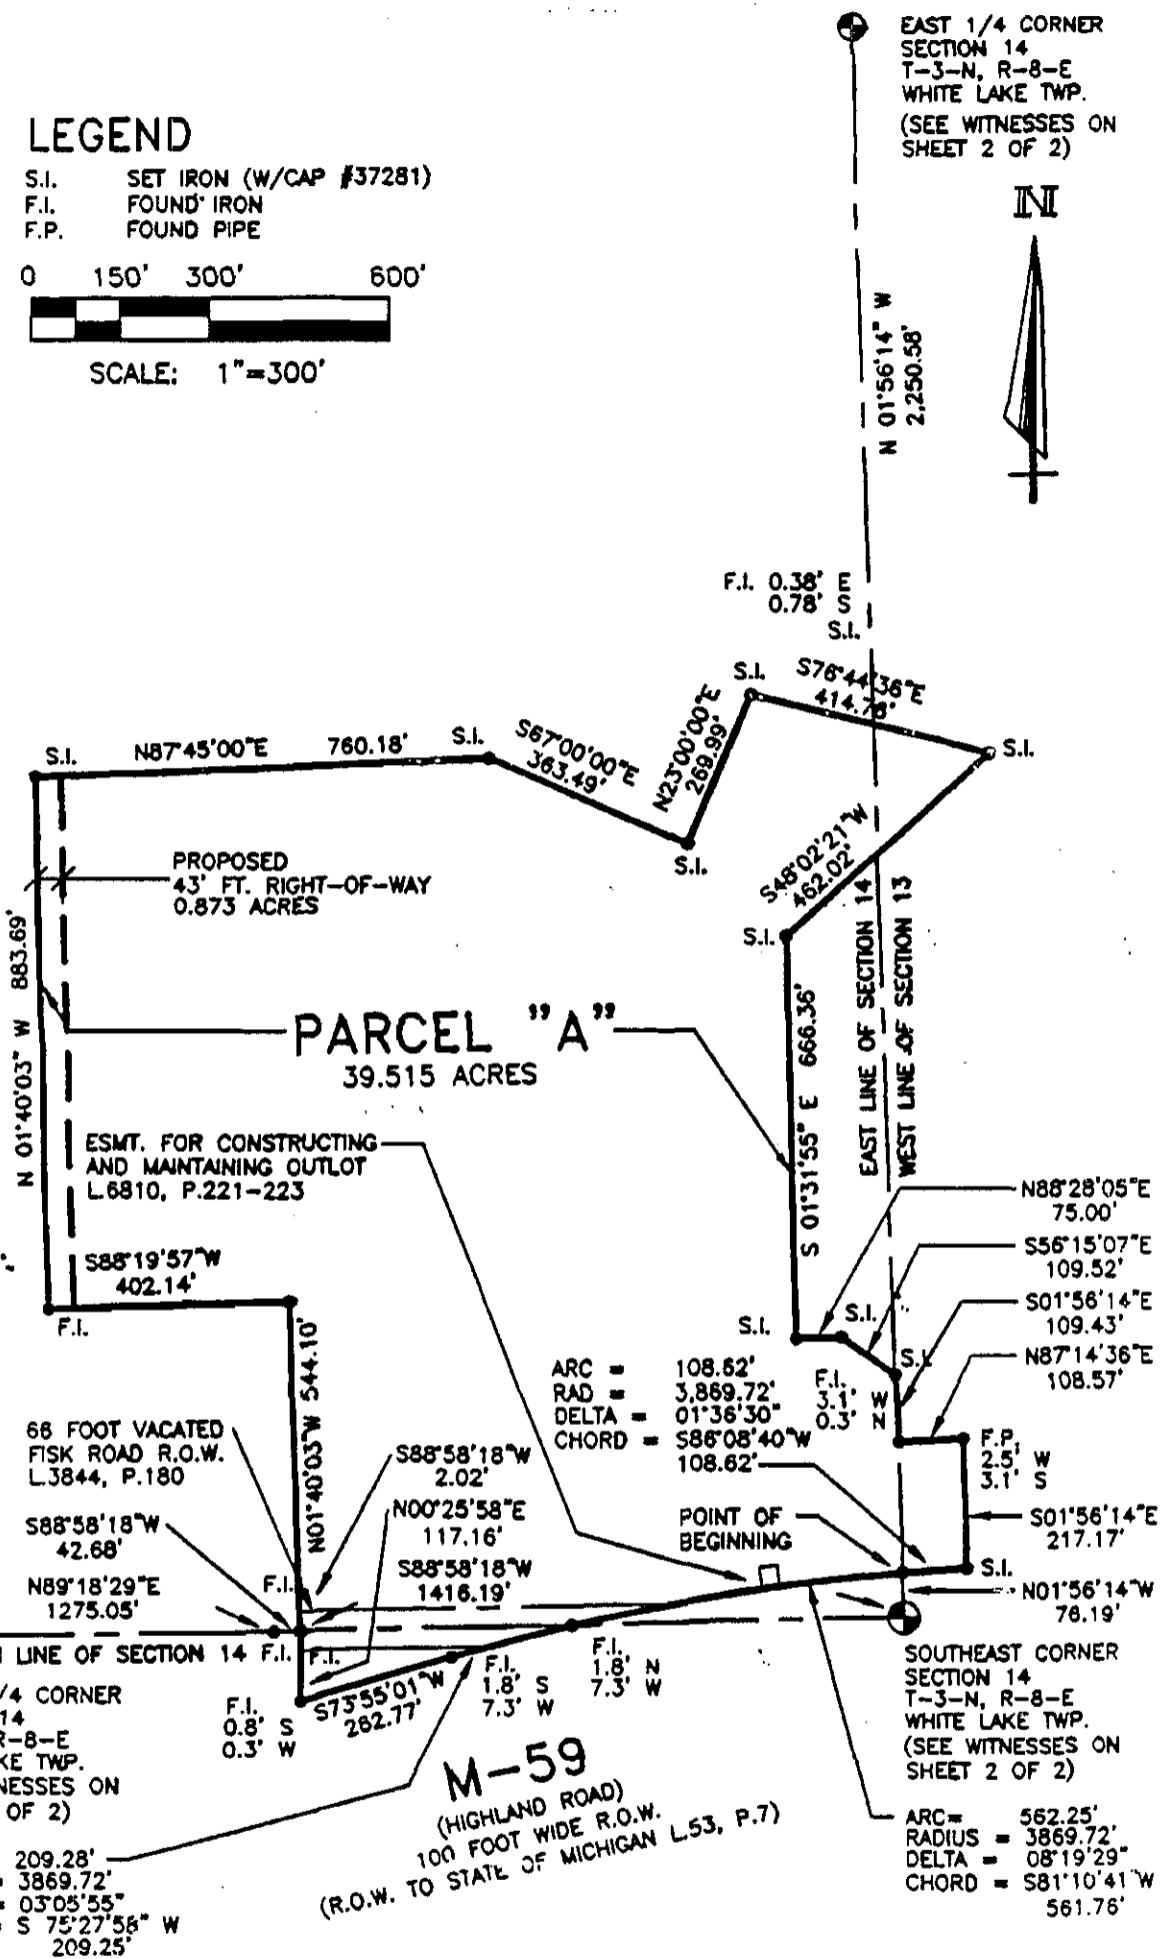 EAST 1/4 CORNER
SECTION 14
T-3-N, R-8-E
WHITE LAKE TWP.
(SEE WITNESSES ON
SHEET 2 OF 2)
LEGEND
S.I. SET IRON (W/CAP #37281)
F.I. FOUND IRON
F.P. FOUND PIPE
0 150' 300' 600'
SCALE: 1"=300'
N
N 01°56'14" W
2,250.58'
F.I. 0.38' E
0.78' S
S.I.
S.I.
S76°44'36"E
414.78'
S.I.
S.I.
N87°45'00"E 760.18'
S.I.
S67°00'00"E
363.49'
N23°00'00"E
269.99'
S.I.
S48°02'21"W
462.02'
S.I.
PROPOSED
43' FT. RIGHT-OF-WAY
0.873 ACRES
N 01°40'03" W 883.69'
PARCEL "A"
39.515 ACRES
S 01°31'55" E 666.36'
EAST LINE OF SECTION 14
WEST LINE OF SECTION 13
ESMT. FOR CONSTRUCTING
AND MAINTAINING OUTLOT
L.6810, P.221-223
N88°28'05"E
75.00'
S56°15'07"E
109.52'
S01°56'14"E
109.43'
N87°14'36"E
108.57'
S88°19'57"W
402.14'
F.I.
S.I.
S.I.
S.I.
N01°40'03"W 544.10'
ARC = 108.62'
RAD = 3,869.72'
DELTA = 01°36'30"
CHORD = S86°08'40"W
108.62'
F.I.
3.1' W
0.3' N
F.P.
2.5' W
3.1' S
66 FOOT VACATED
FISK ROAD R.O.W.
L.3844, P.180
S88°58'18"W
2.02'
N00°25'58"E
117.16'
S88°58'18"W
1416.19'
POINT OF
BEGINNING
S01°56'14"E
217.17'
S.I.
N01°56'14"W
76.19'
S88°58'18"W
42.68'
N89°18'29"E
1275.05'
F.I.
LINE OF SECTION 14
F.I.
F.I.
F.I.
0.8' S
0.3' W
S73°55'01"W
282.77'
F.I.
1.8' S
7.3' W
F.I.
1.8' N
7.3' W
SOUTHEAST CORNER
SECTION 14
T-3-N, R-8-E
WHITE LAKE TWP.
(SEE WITNESSES ON
SHEET 2 OF 2)
/4 CORNER
14
R-8-E
KE TWP.
NESSES ON
OF 2)
M-59
(HIGHLAND ROAD)
100 FOOT WIDE R.O.W.
(R.O.W. TO STATE OF MICHIGAN L.53, P.7)
209.28'
= 3869.72'
= 03°05'55"
= S 75°27'58" W
209.25'
ARC= 562.25'
RADIUS = 3869.72'
DELTA = 08°19'29"
CHORD = S81°10'41"W
561.76'